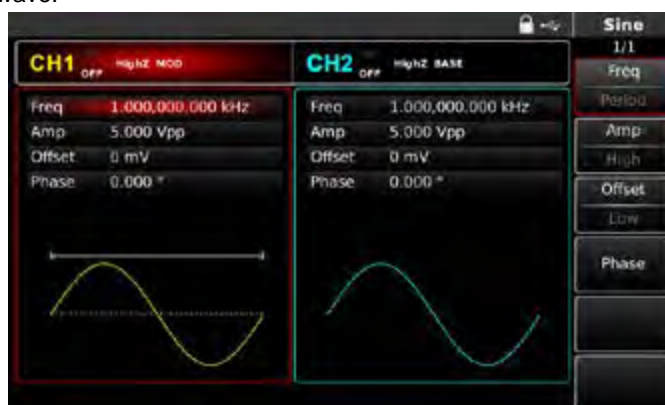 Sine
1/1
CH1 OFF HighZ MOD
CH2 OFF HighZ BASE
Freq 1.000,000,000 kHz
Amp 5.000 Vpp
Offset 0 mV
Phase 0.000 °
Freq 1.000,000,000 kHz
Amp 5.000 Vpp
Offset 0 mV
Phase 0.000 °
Freq
Period
Amp
High
Offset
Low
Phase